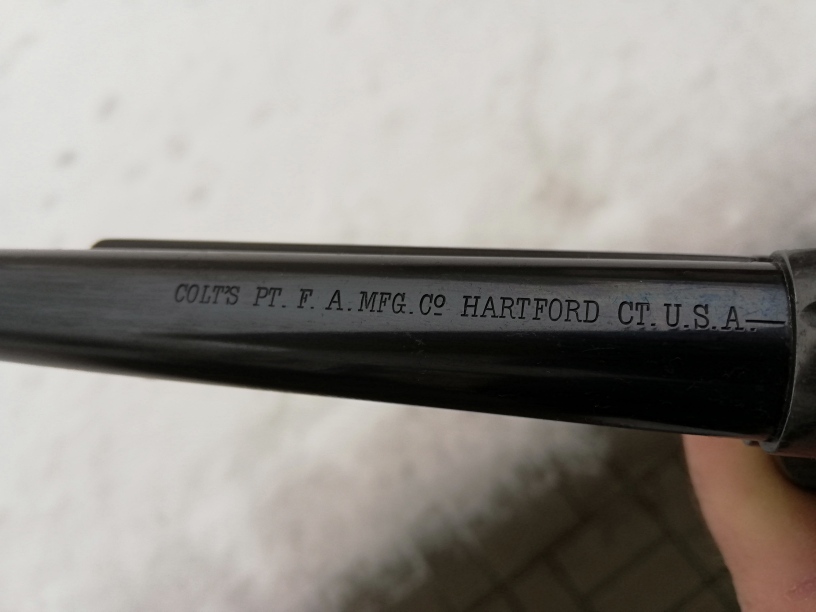 COLT'S PT. F. A. MFG. Cº HARTFORD CT. U.S.A.—